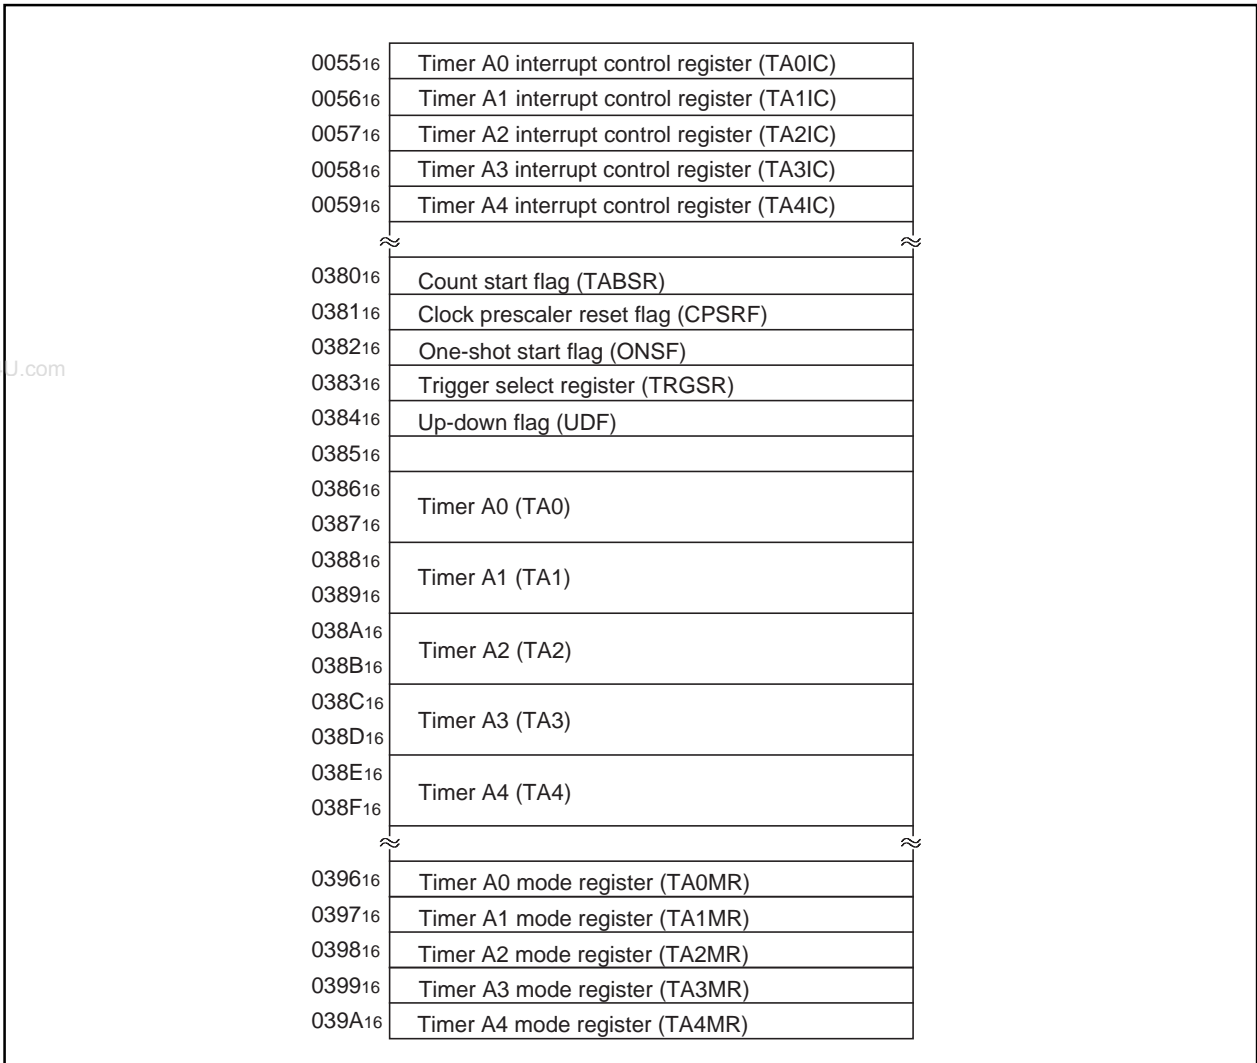 005516 Timer A0 interrupt control register (TA0IC)
005616 Timer A1 interrupt control register (TA1IC)
005716 Timer A2 interrupt control register (TA2IC)
005816 Timer A3 interrupt control register (TA3IC)
005916 Timer A4 interrupt control register (TA4IC)
038016 Count start flag (TABSR)
038116 Clock prescaler reset flag (CPSRF)
038216 One-shot start flag (ONSF)
U.com
038316 Trigger select register (TRGSR)
038416 Up-down flag (UDF)
038516
038616
Timer A0 (TA0)
038716
038816
Timer A1 (TA1)
038916
038A16
Timer A2 (TA2)
038B16
038C16
Timer A3 (TA3)
038D16
038E16
Timer A4 (TA4)
038F16
039616 Timer A0 mode register (TA0MR)
039716 Timer A1 mode register (TA1MR)
039816 Timer A2 mode register (TA2MR)
039916 Timer A3 mode register (TA3MR)
039A16 Timer A4 mode register (TA4MR)